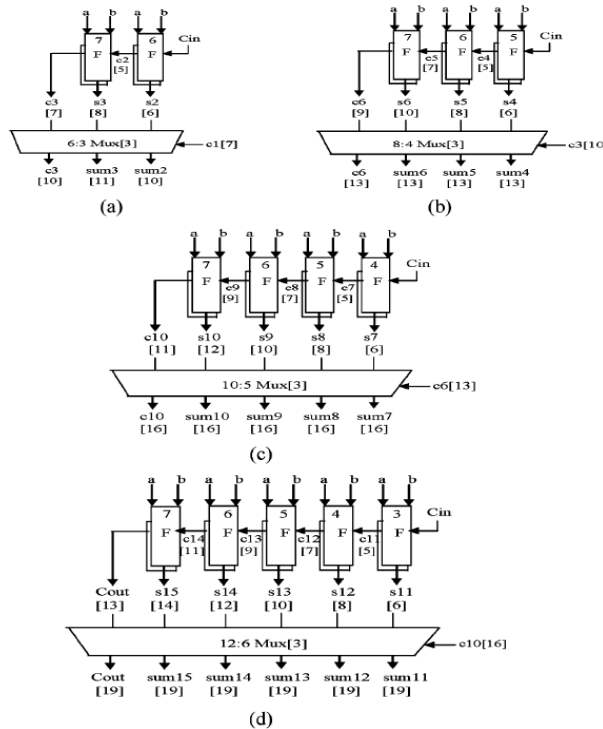 a b a b
7 6 Cin
F c2 F
[5]
c3 s3 s2
[7] [8] [6]
6:3 Mux[3] c1[7]
c3 sum3 sum2
[10] [11] [10]
(a)
a b a b a b
7 6 5 Cin
F c5 F c4 F
[7] [5]
c6 s6 s5 s4
[9] [10] [8] [6]
8:4 Mux[3] c3[10
c6 sum6 sum5 sum4
[13] [13] [13] [13]
(b)
a b a b a b a b
7 6 5 4 Cin
F c9 F c8 F c7 F
[9] [7] [5]
c10 s10 s9 s8 s7
[11] [12] [10] [8] [6]
10:5 Mux[3] c6[13]
c10 sum10 sum9 sum8 sum7
[16] [16] [16] [16] [16]
(c)
a b a b a b a b a b
7 6 5 4 3 Cin
F c14 F c13 F c12 F c11 F
[11] [9] [7] [5]
Cout s15 s14 s13 s12 s11
[13] [14] [12] [10] [8] [6]
12:6 Mux[3] c10[16]
Cout sum15 sum14 sum13 sum12 sum11
[19] [19] [19] [19] [19] [19]
(d)